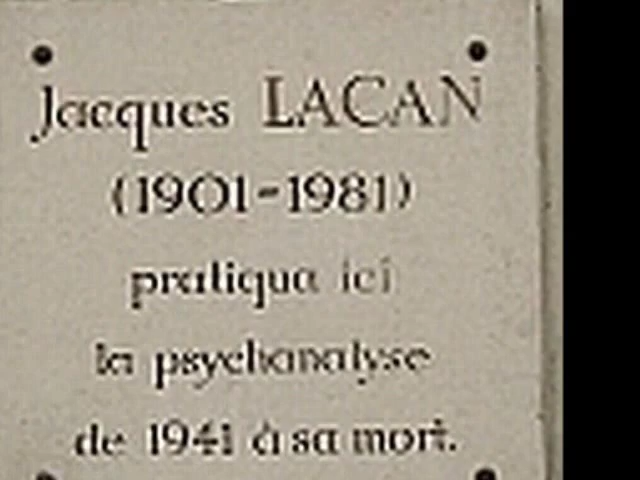 Jacques LACAN
(1901-1981)
pratiqua ici
la psychanalyse
de 1941 à sa mort.